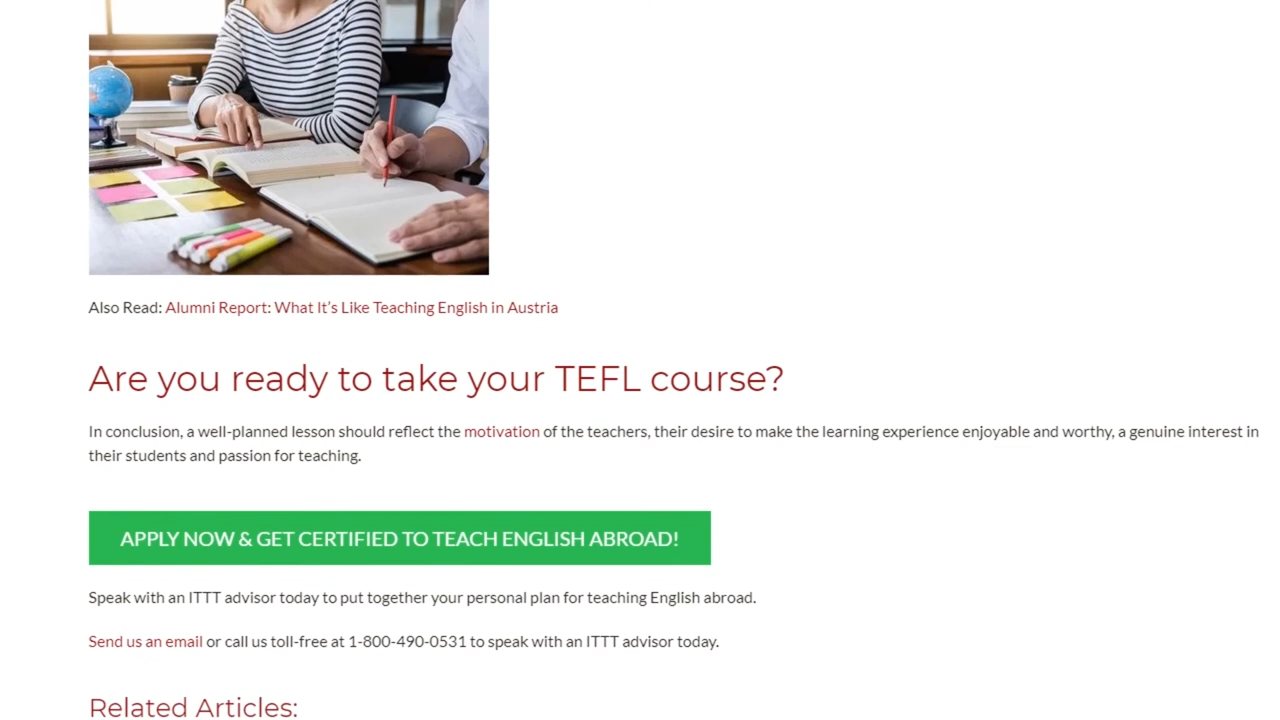 Also Read: Alumni Report: What It’s Like Teaching English in Austria
Are you ready to take your TEFL course?
In conclusion, a well-planned lesson should reflect the motivation of the teachers, their desire to make the learning experience enjoyable and worthy, a genuine interest in
their students and passion for teaching.
APPLY NOW & GET CERTIFIED TO TEACH ENGLISH ABROAD!
Speak with an ITTT advisor today to put together your personal plan for teaching English abroad.
Send us an email or call us toll-free at 1-800-490-0531 to speak with an ITTT advisor today.
Related Articles: